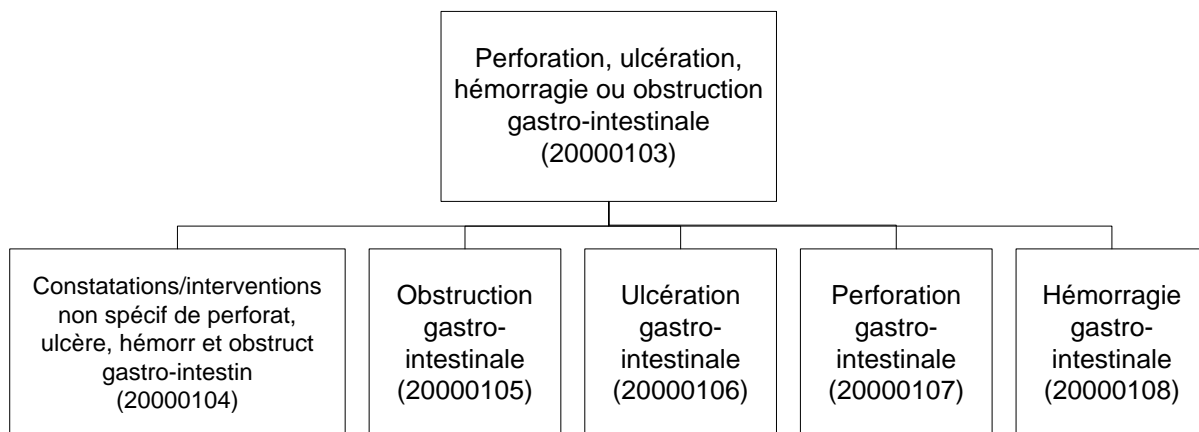 Perforation, ulcération,
hémorragie ou obstruction
gastro-intestinale
(20000103)
Constatations/interventions
non spécif de perforat,
ulcère, hémorr et obstruct
gastro-intestin
(20000104)
Obstruction
gastro-
intestinale
(20000105)
Ulcération
gastro-
intestinale
(20000106)
Perforation
gastro-
intestinale
(20000107)
Hémorragie
gastro-
intestinale
(20000108)